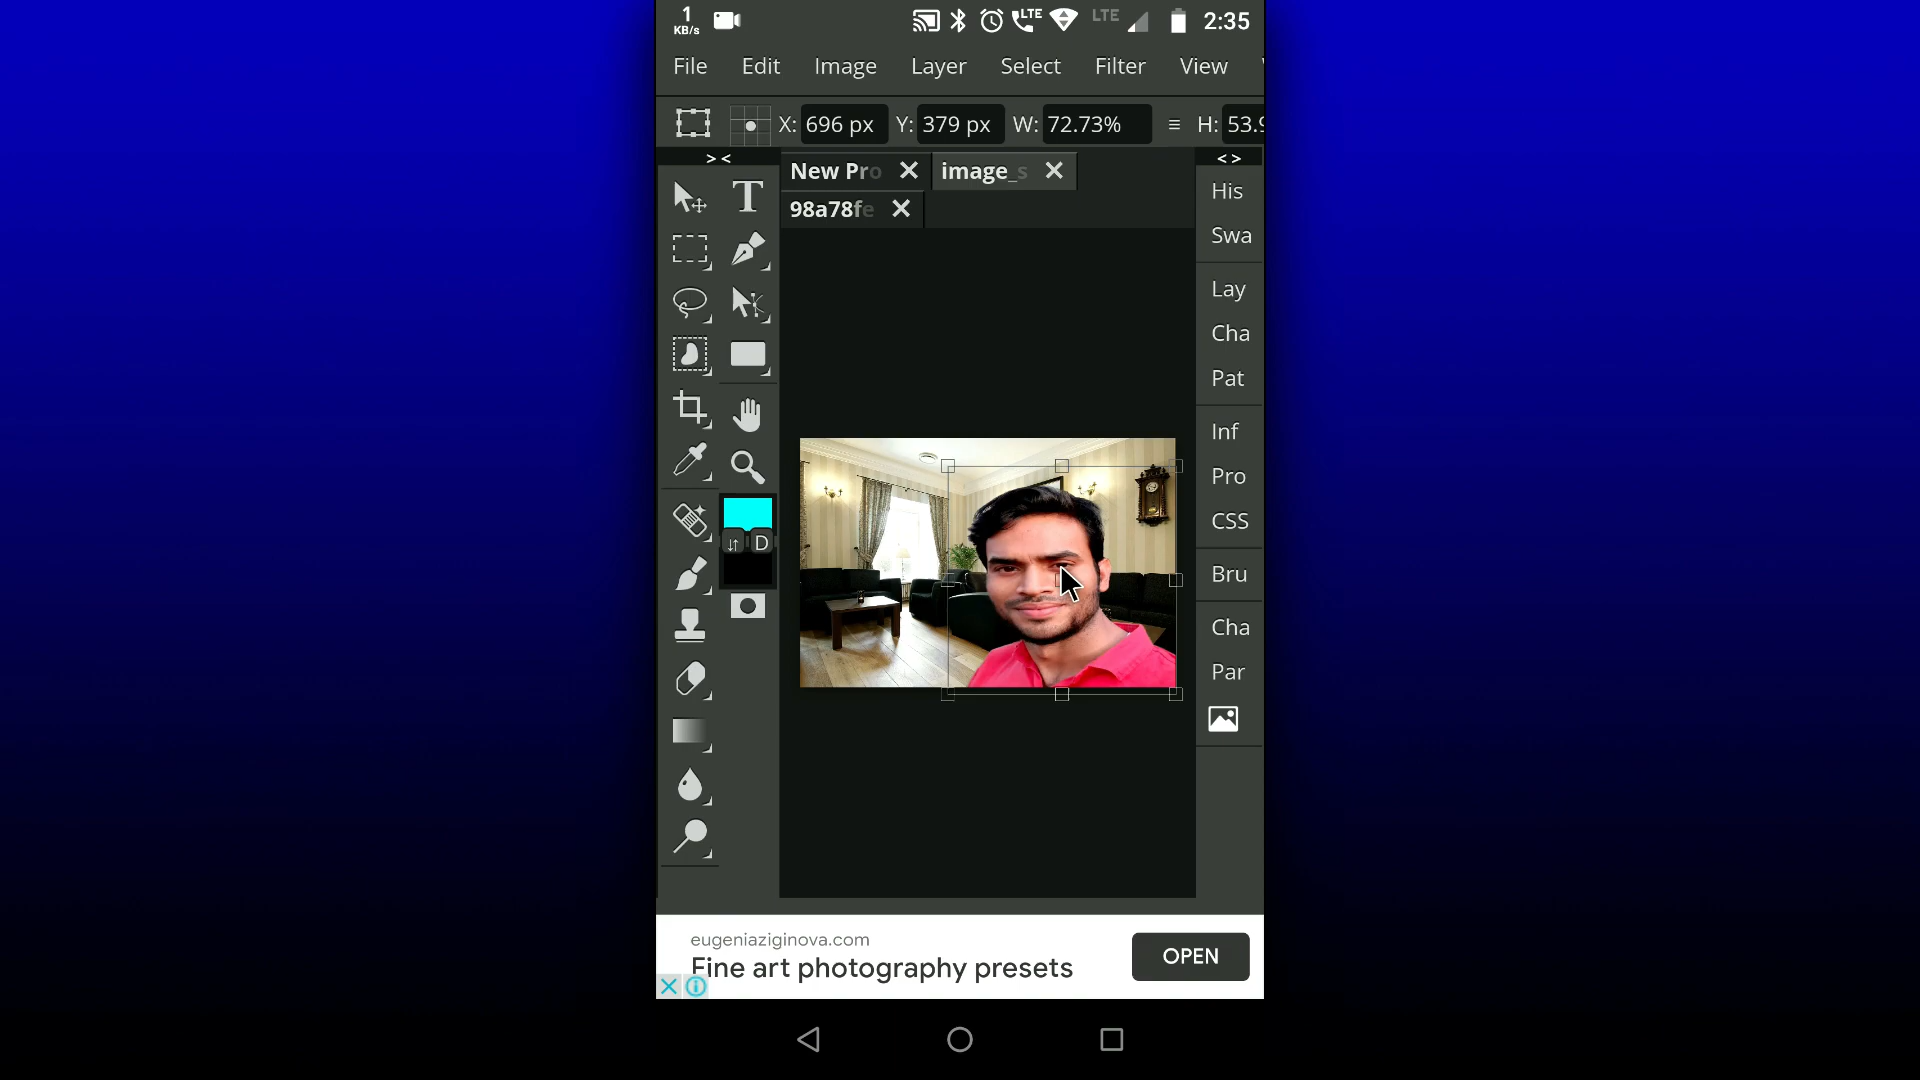 1
KB/s
LTE
LTE
2:35
File Edit Image Layer Select Filter View
X: 696 px Y: 379 px W: 72.73% H: 53.9
> <
< >
New Pro
image_s
98a78fe
T
D
His
Swa
Lay
Cha
Pat
Inf
Pro
CSS
Bru
Cha
Par
eugeniaziginova.com
Fine art photography presets
OPEN